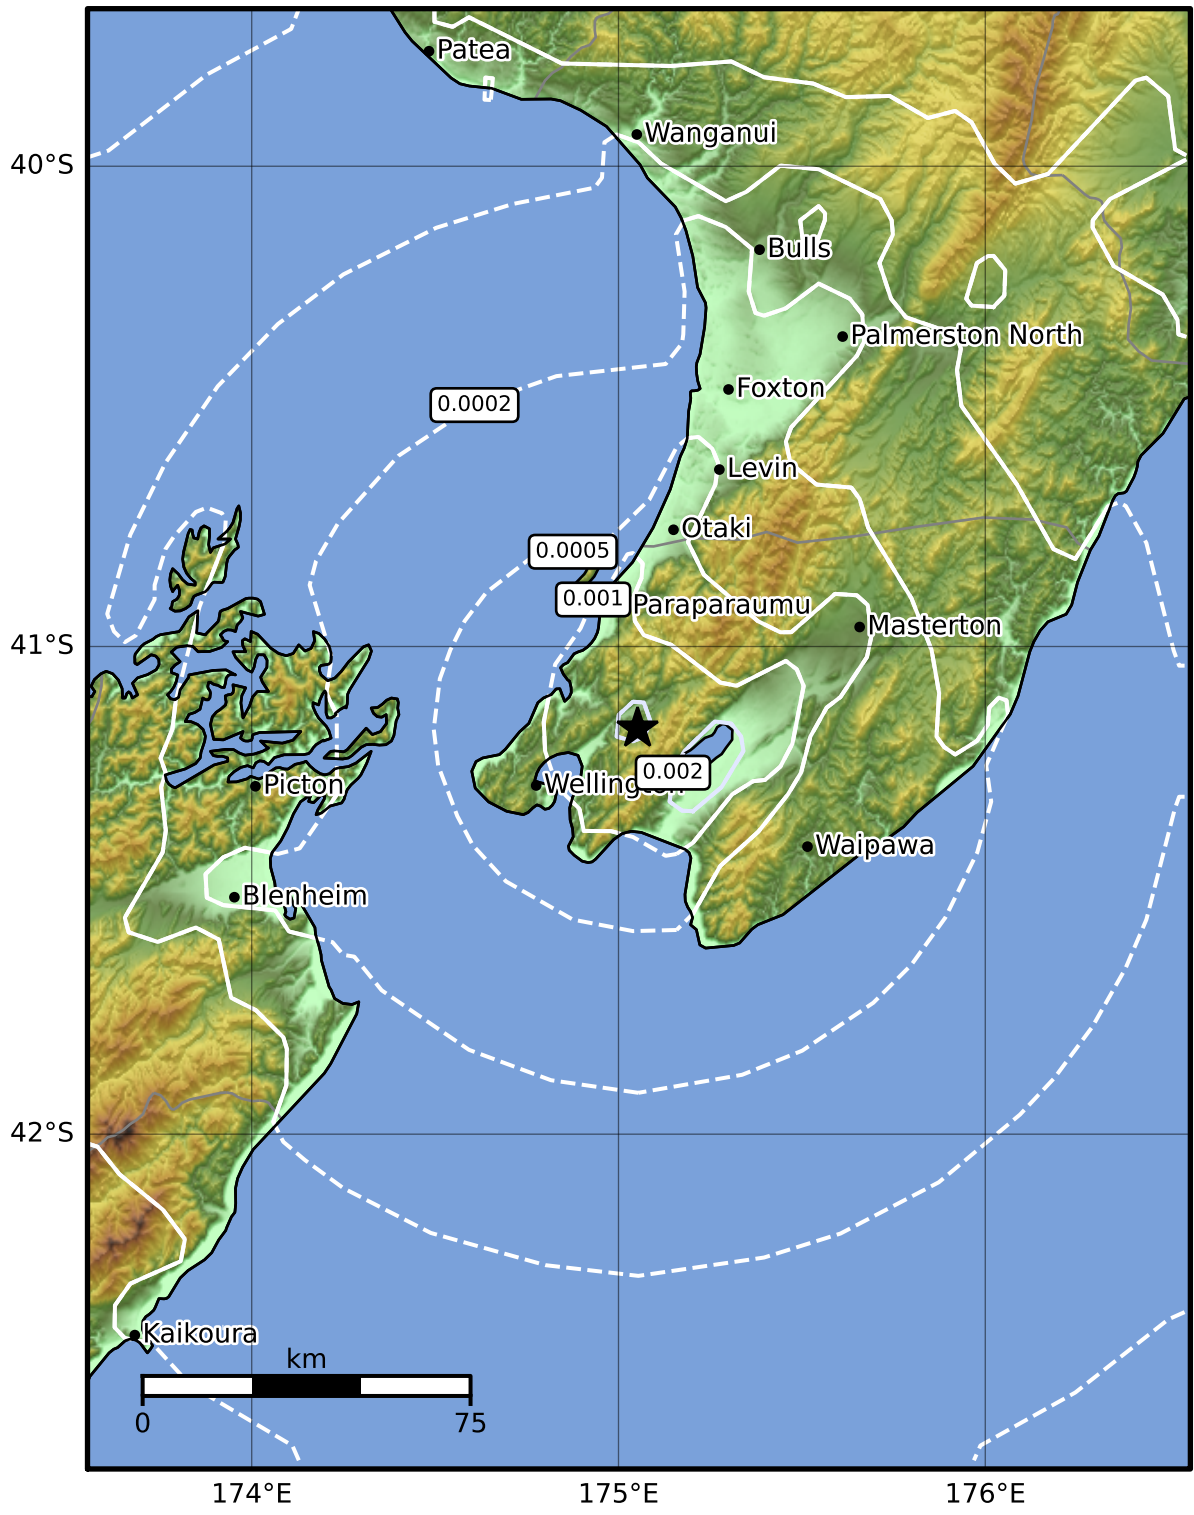 Patea
Wanganui
40°S
Bulls
Palmerston North
Foxton
0.0002
Levin
Otaki
0.0005
0.001
Paraparaumu
Masterton
41°S
0.002
Picton
Wellington
Waipawa
Blenheim
42°S
Kaikoura
km
0
75
174°E
175°E
176°E